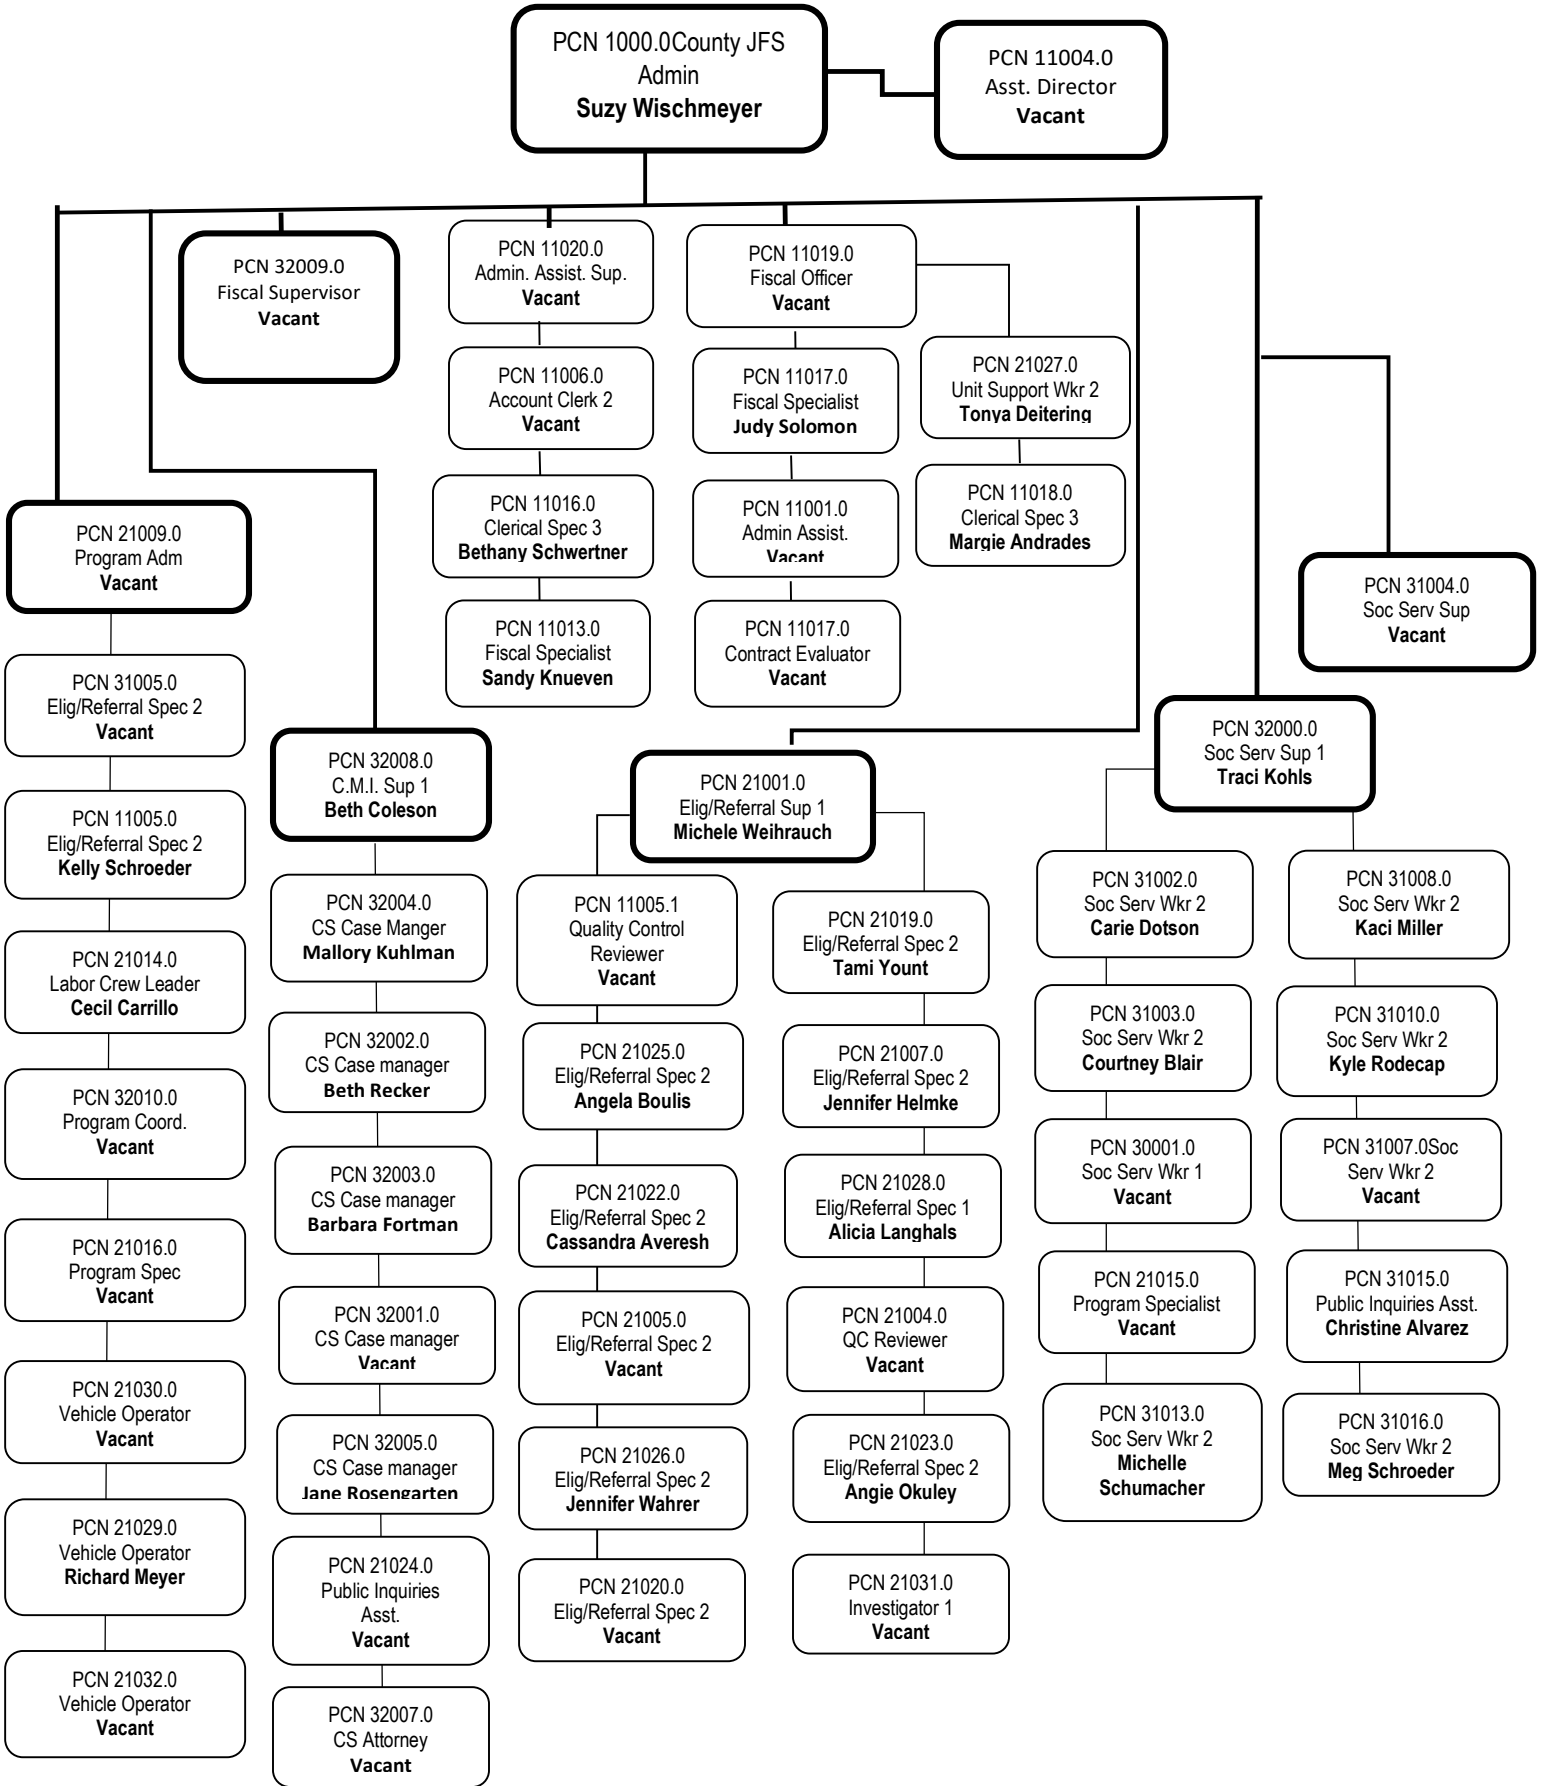 PCN 1000.0County JFS
Admin
Suzy Wischmeyer
PCN 11004.0
Asst. Director
Vacant
PCN 32009.0
Fiscal Supervisor
Vacant
PCN 11020.0
Admin. Assist. Sup.
Vacant
PCN 11006.0
Account Clerk 2
Vacant
PCN 11016.0
Clerical Spec 3
Bethany Schwertner
PCN 11013.0
Fiscal Specialist
Sandy Knueven
PCN 11019.0
Fiscal Officer
Vacant
PCN 11017.0
Fiscal Specialist
Judy Solomon
PCN 11001.0
Admin Assist.
Vacant
PCN 11017.0
Contract Evaluator
Vacant
PCN 21027.0
Unit Support Wkr 2
Tonya Deitering
PCN 11018.0
Clerical Spec 3
Margie Andrades
PCN 21009.0
Program Adm
Vacant
PCN 31005.0
Elig/Referral Spec 2
Vacant
PCN 11005.0
Elig/Referral Spec 2
Kelly Schroeder
PCN 21014.0
Labor Crew Leader
Cecil Carrillo
PCN 32010.0
Program Coord.
Vacant
PCN 21016.0
Program Spec
Vacant
PCN 21030.0
Vehicle Operator
Vacant
PCN 21029.0
Vehicle Operator
Richard Meyer
PCN 21032.0
Vehicle Operator
Vacant
PCN 32008.0
C.M.I. Sup 1
Beth Coleson
PCN 32004.0
CS Case Manger
Mallory Kuhlman
PCN 32002.0
CS Case manager
Beth Recker
PCN 32003.0
CS Case manager
Barbara Fortman
PCN 32001.0
CS Case manager
Vacant
PCN 32005.0
CS Case manager
Jane Rosengarten
PCN 21024.0
Public Inquiries
Asst.
Vacant
PCN 32007.0
CS Attorney
Vacant
PCN 21001.0
Elig/Referral Sup 1
Michele Weihrauch
PCN 11005.1
Quality Control
Reviewer
Vacant
PCN 21025.0
Elig/Referral Spec 2
Angela Boulis
PCN 21022.0
Elig/Referral Spec 2
Cassandra Averesh
PCN 21005.0
Elig/Referral Spec 2
Vacant
PCN 21026.0
Elig/Referral Spec 2
Jennifer Wahrer
PCN 21020.0
Elig/Referral Spec 2
Vacant
PCN 21019.0
Elig/Referral Spec 2
Tami Yount
PCN 21007.0
Elig/Referral Spec 2
Jennifer Helmke
PCN 21028.0
Elig/Referral Spec 1
Alicia Langhals
PCN 21004.0
QC Reviewer
Vacant
PCN 21023.0
Elig/Referral Spec 2
Angie Okuley
PCN 21031.0
Investigator 1
Vacant
PCN 31004.0
Soc Serv Sup
Vacant
PCN 32000.0
Soc Serv Sup 1
Traci Kohls
PCN 31002.0
Soc Serv Wkr 2
Carie Dotson
PCN 31003.0
Soc Serv Wkr 2
Courtney Blair
PCN 30001.0
Soc Serv Wkr 1
Vacant
PCN 21015.0
Program Specialist
Vacant
PCN 31013.0
Soc Serv Wkr 2
Michelle
Schumacher
PCN 31008.0
Soc Serv Wkr 2
Kaci Miller
PCN 31010.0
Soc Serv Wkr 2
Kyle Rodecap
PCN 31007.0Soc
Serv Wkr 2
Vacant
PCN 31015.0
Public Inquiries Asst.
Christine Alvarez
PCN 31016.0
Soc Serv Wkr 2
Meg Schroeder